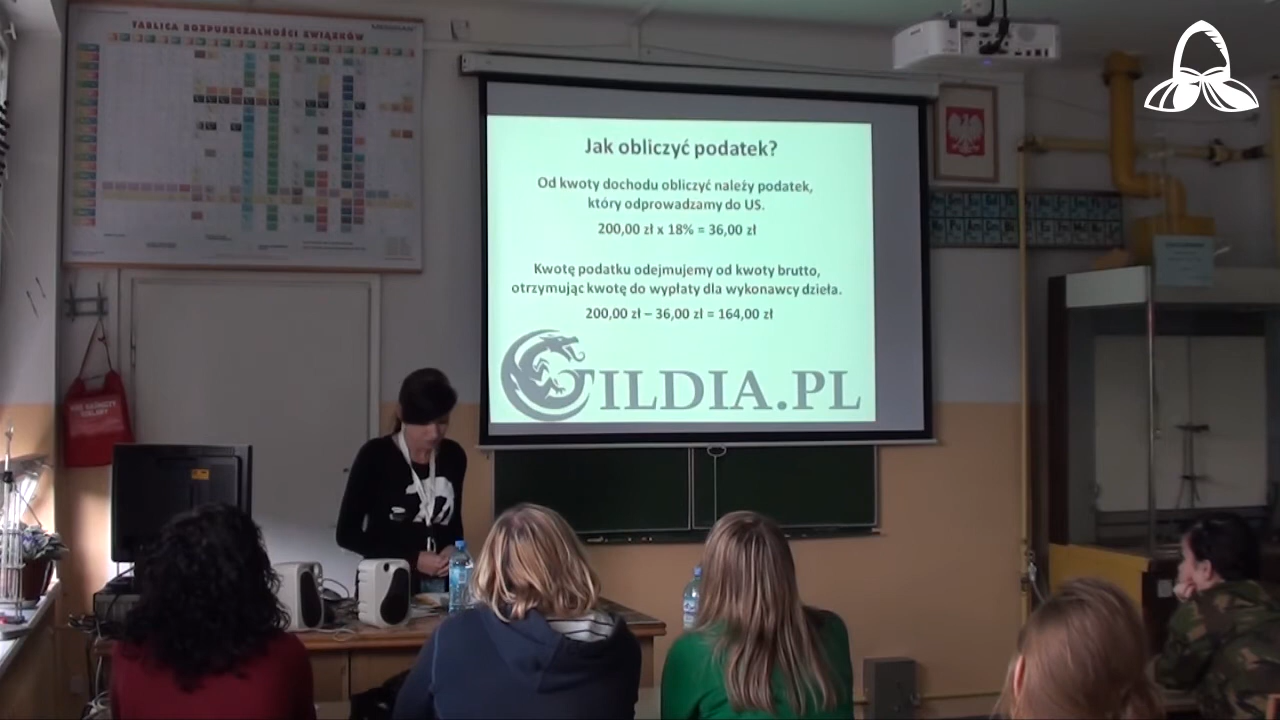 TABLICA ROZPUSZCZALNOŚCI ZWIĄZKÓW
Jak obliczyć podatek?
Od kwoty dochodu obliczyć należy podatek,
który odprowadzamy do US.
200,00 zł x 18% = 36,00 zł
Kwotę podatku odejmujemy od kwoty brutto,
otrzymując kwotę do wypłaty dla wykonawcy dzieła.
200,00 zł – 36,00 zł = 164,00 zł
GILDIA.PL